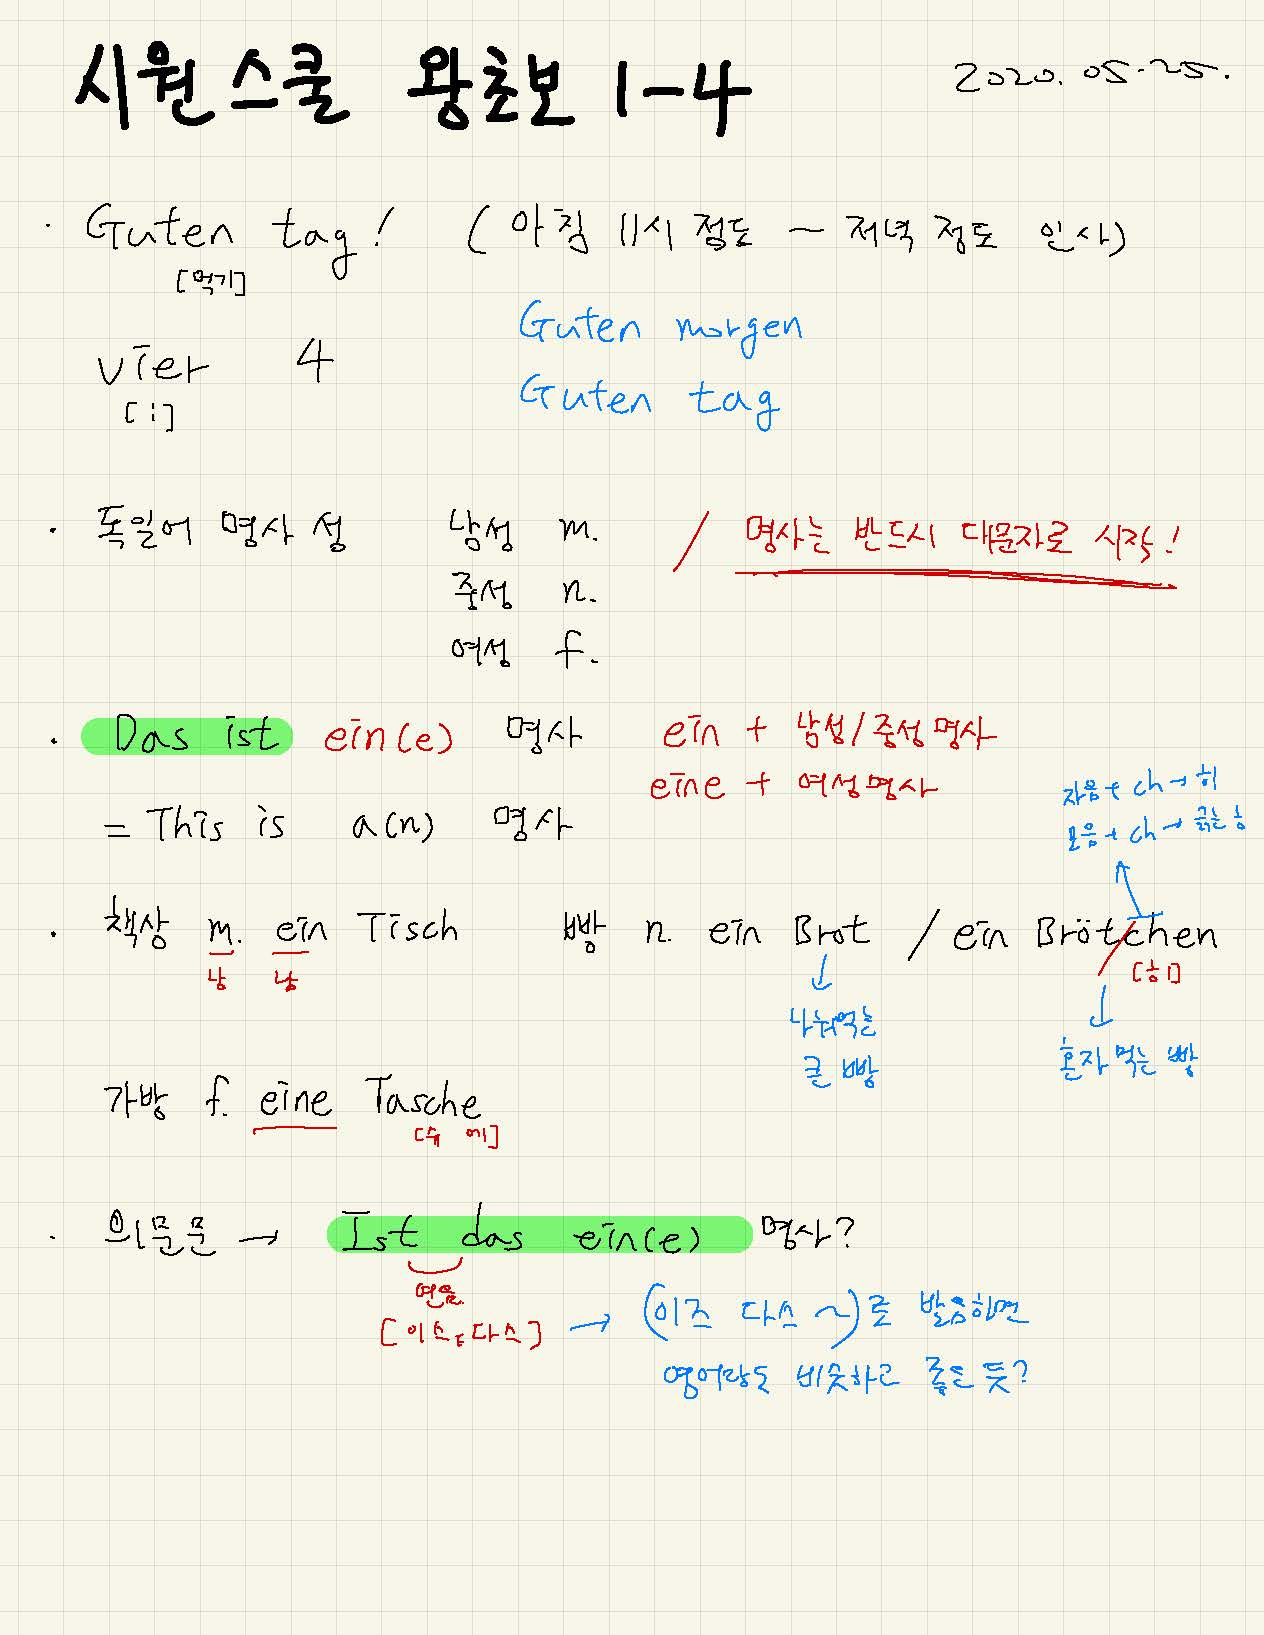 시원스쿨 왕초보 1-4
2020.05.25.
· Guten tag! (아침 11시 정도 ~ 저녁 정도 인사)
[먹기]
Guten morgen
vier 4
[ㅣ]
Guten tag
· 독일어 명사 성 남성 m. / 명사는 반드시 대문자로 시작!
중성 n.
여성 f.
· Das ist ein(e) 명사 ein + 남성/중성명사
eine + 여성명사
= This is a(n) 명사
자음 + ch → 히
모음 + ch → 긁는 흐
· 책상 m. ein Tisch 빵 n. ein Brot / ein Brötchen
남 남
[히]
나눠먹는
큰 빵
혼자 먹는 빵
가방 f. eine Tasche
[슈 에]
· 의문문 → Ist das ein(e) 명사?
연음
[이스ㅌ다스] → (이즈 다스 ~)로 발음하면
영어랑도 비슷하고 좋은 듯?